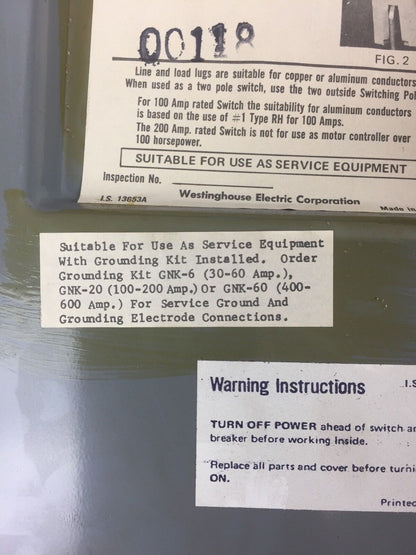 00118
FIG. 2
Line and load lugs are suitable for copper or aluminum conductors
When used as a two pole switch, use the two outside Switching Pol
For 100 Amp rated Switch the suitability for aluminum conductors
is based on the use of #1 Type RH for 100 Amps.
The 200 Amp. rated Switch is not for use as motor controller over
100 horsepower.
SUITABLE FOR USE AS SERVICE EQUIPMENT
Inspection No.
Westinghouse Electric Corporation
I.S. 13653A
Made in
Suitable For Use As Service Equipment
With Grounding Kit Installed. Order
Grounding Kit GNK-6 (30-60 Amp.),
GNK-20 (100-200 Amp.) Or GNK-60 (400-
600 Amp.) For Service Ground And
Grounding Electrode Connections.
Warning Instructions
I.S
TURN OFF POWER ahead of switch a
breaker before working inside.
Replace all parts and cover before turni
ON.
Printed